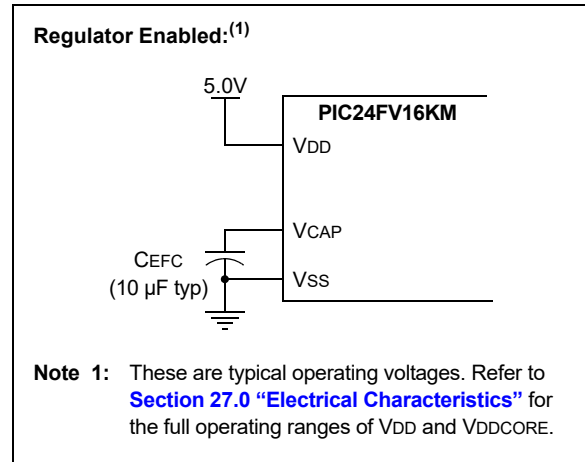 Regulator Enabled:(1)
5.0V
PIC24FV16KM
VDD
VCAP
CEFC
(10 µF typ)
VSS
Note 1: These are typical operating voltages. Refer to
Section 27.0 “Electrical Characteristics” for
the full operating ranges of VDD and VDDCORE.